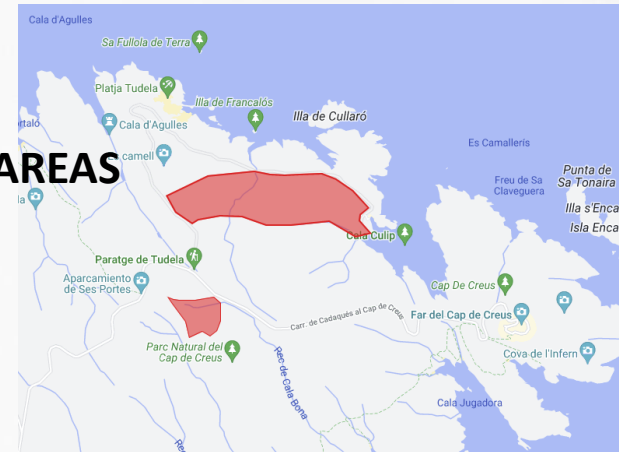 Cala d'Agulles
Sa Fullola de Terra
Platja Tudela
Illa de Francalós
Illa de Cullaró
Cala d'Agulles
Es Camallerís
camell
AREAS
Freu de Sa
Claveguera
Punta de
Sa Tonaira
Illa s'Enca
Isla Enca
Cala Culip
Paratge de Tudela
Aparcamiento
de Ses Portes
Cap De Creus
Carr. de Cadaqués al Cap de Creus
Far del Cap de Creus
Parc Natural del
Cap de Creus
Cova de l'Infern
Rec de Cala Bona
Cala Jugadora